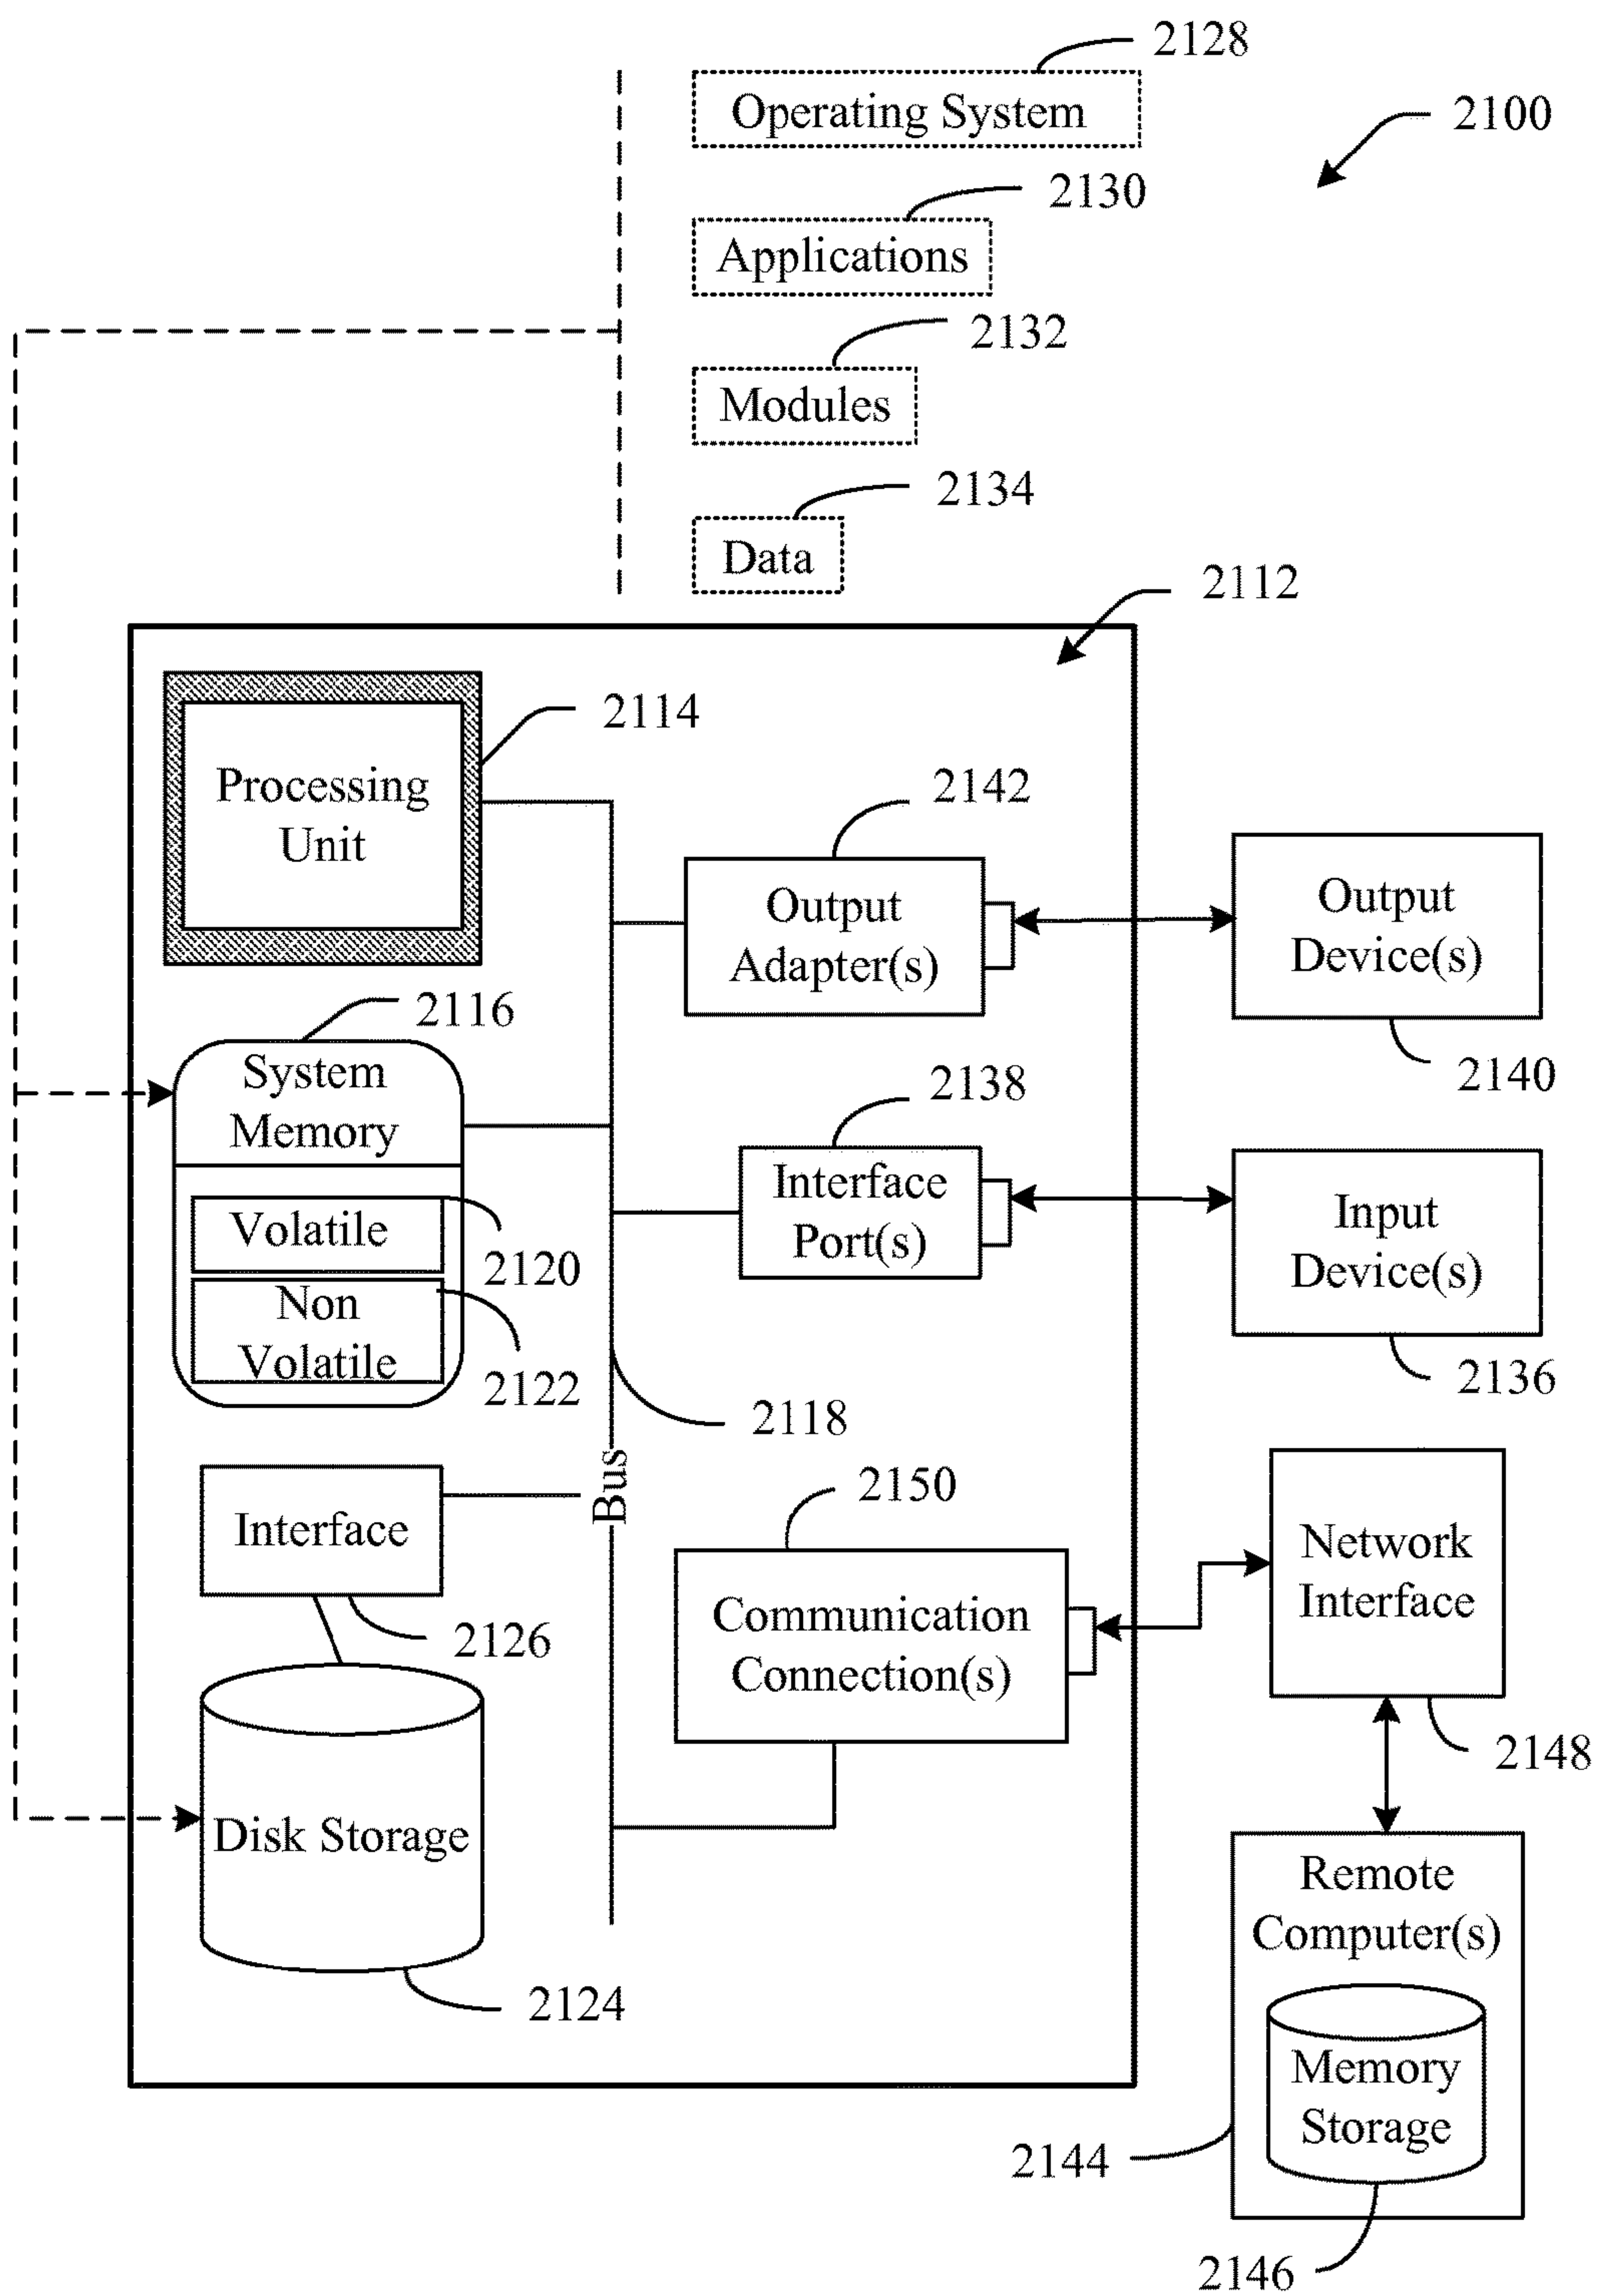 2128
Operating System
2100
2130
Applications
2132
Modules
2134
Data
2112
2114
Processing
Unit
2142
Output
Adapter(s)
Output
Device(s)
2140
2116
System
Memory
2138
Interface
Port(s)
Input
Device(s)
2136
Volatile
2120
Non
Volatile
2122
2118
Bus
Interface
2126
2150
Communication
Connection(s)
Network
Interface
2148
Disk Storage
2124
Remote
Computer(s)
Memory
Storage
2144
2146